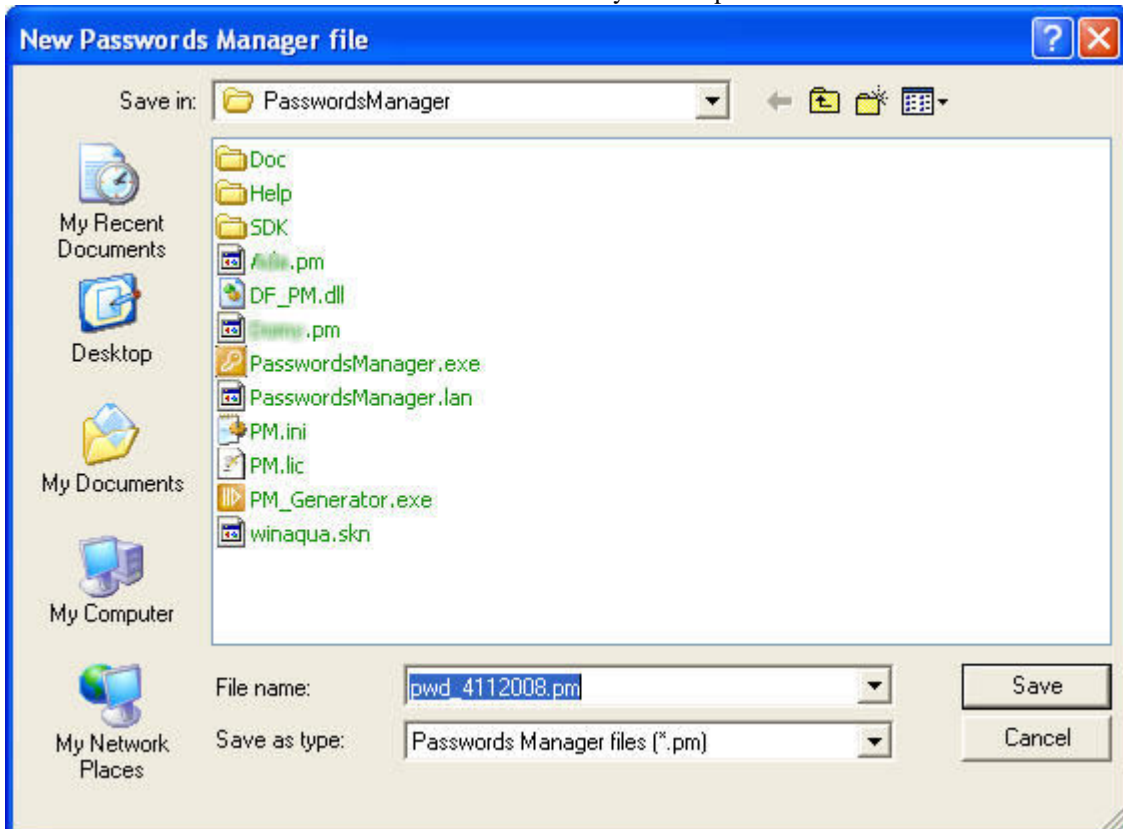 New Passwords Manager file
Save in: PasswordsManager
Doc
Help
SDK
.pm
DF_PM.dll
.pm
PasswordsManager.exe
PasswordsManager.lan
PM.ini
PM.lic
PM_Generator.exe
winaqua.skn
My Recent
Documents
Desktop
My Documents
My Computer
My Network
Places
File name: pwd_4112008.pm Save
Save as type: Passwords Manager files (*.pm) Cancel